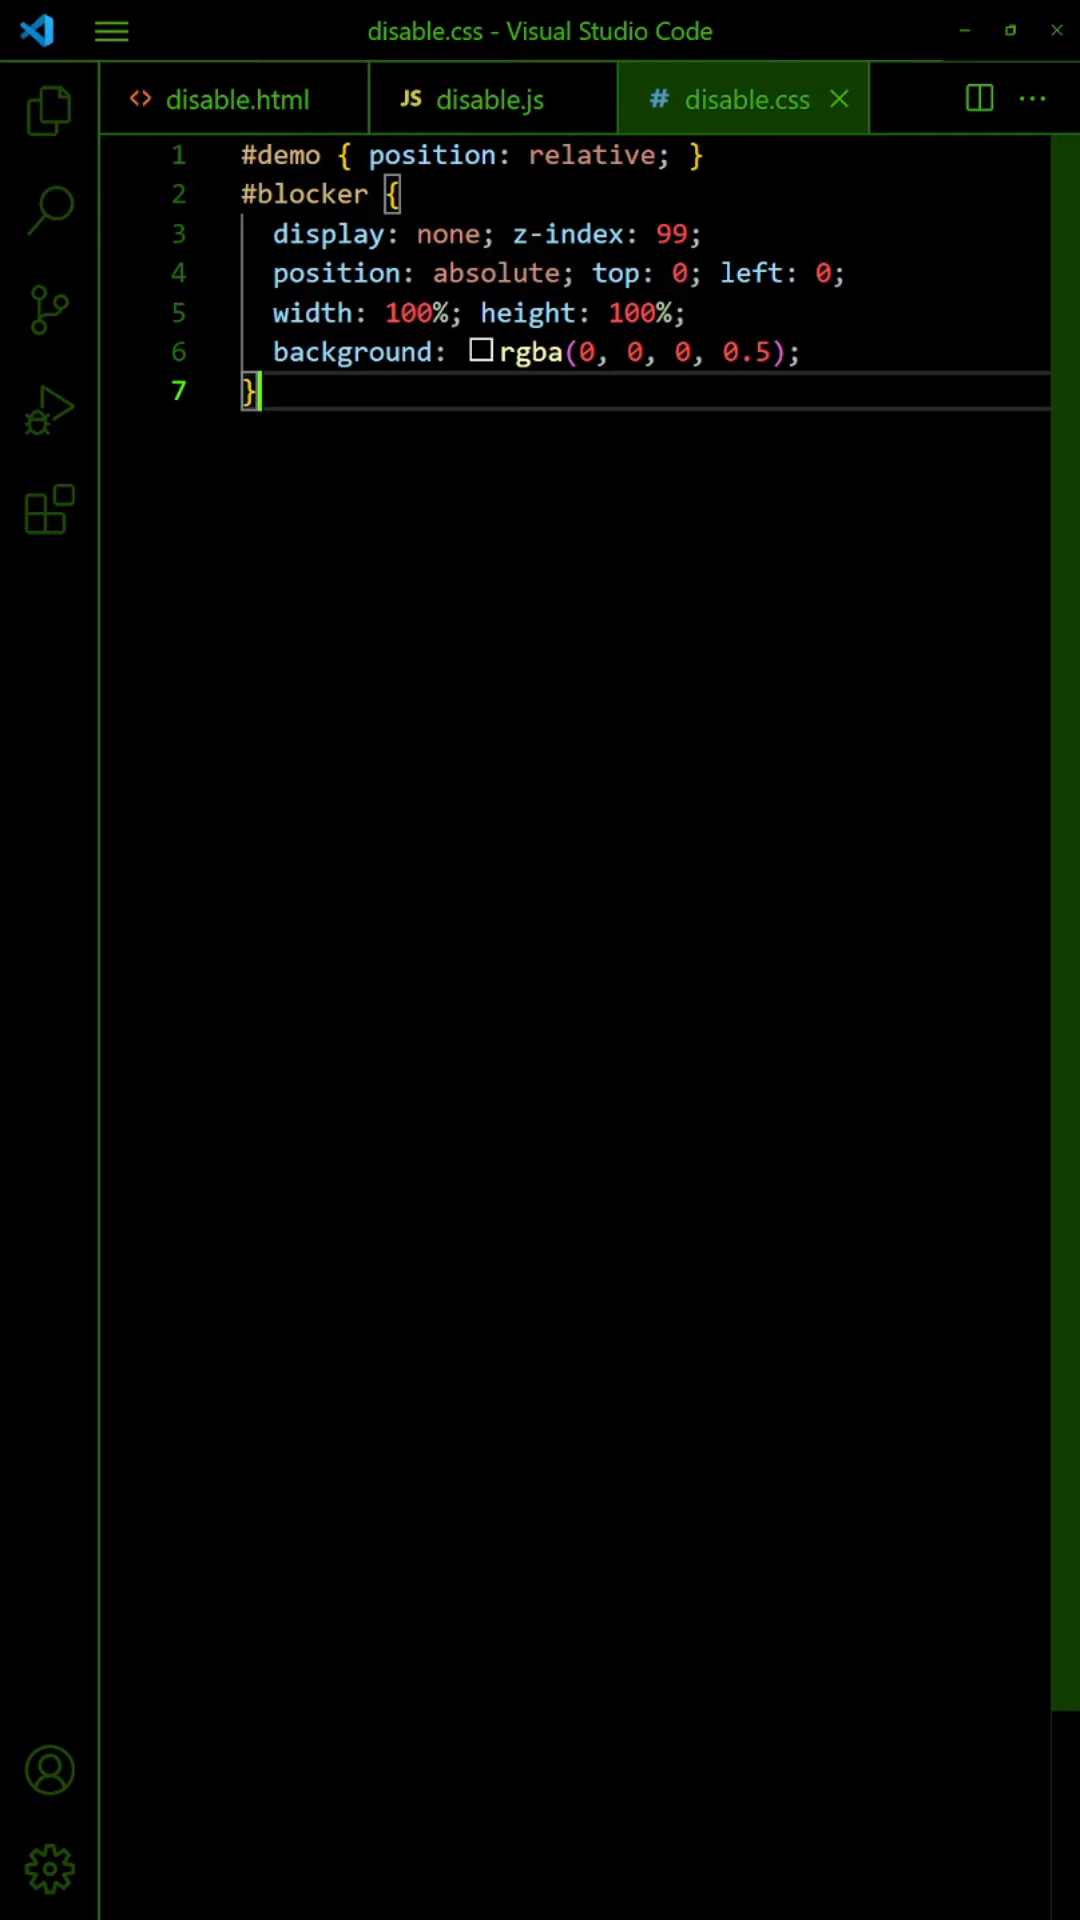 disable.css - Visual Studio Code
<> disable.html
JS disable.js
# disable.css
1 #demo { position: relative; }
2 #blocker {
3   display: none; z-index: 99;
4   position: absolute; top: 0; left: 0;
5   width: 100%; height: 100%;
6   background: rgba(0, 0, 0, 0.5);
7 }